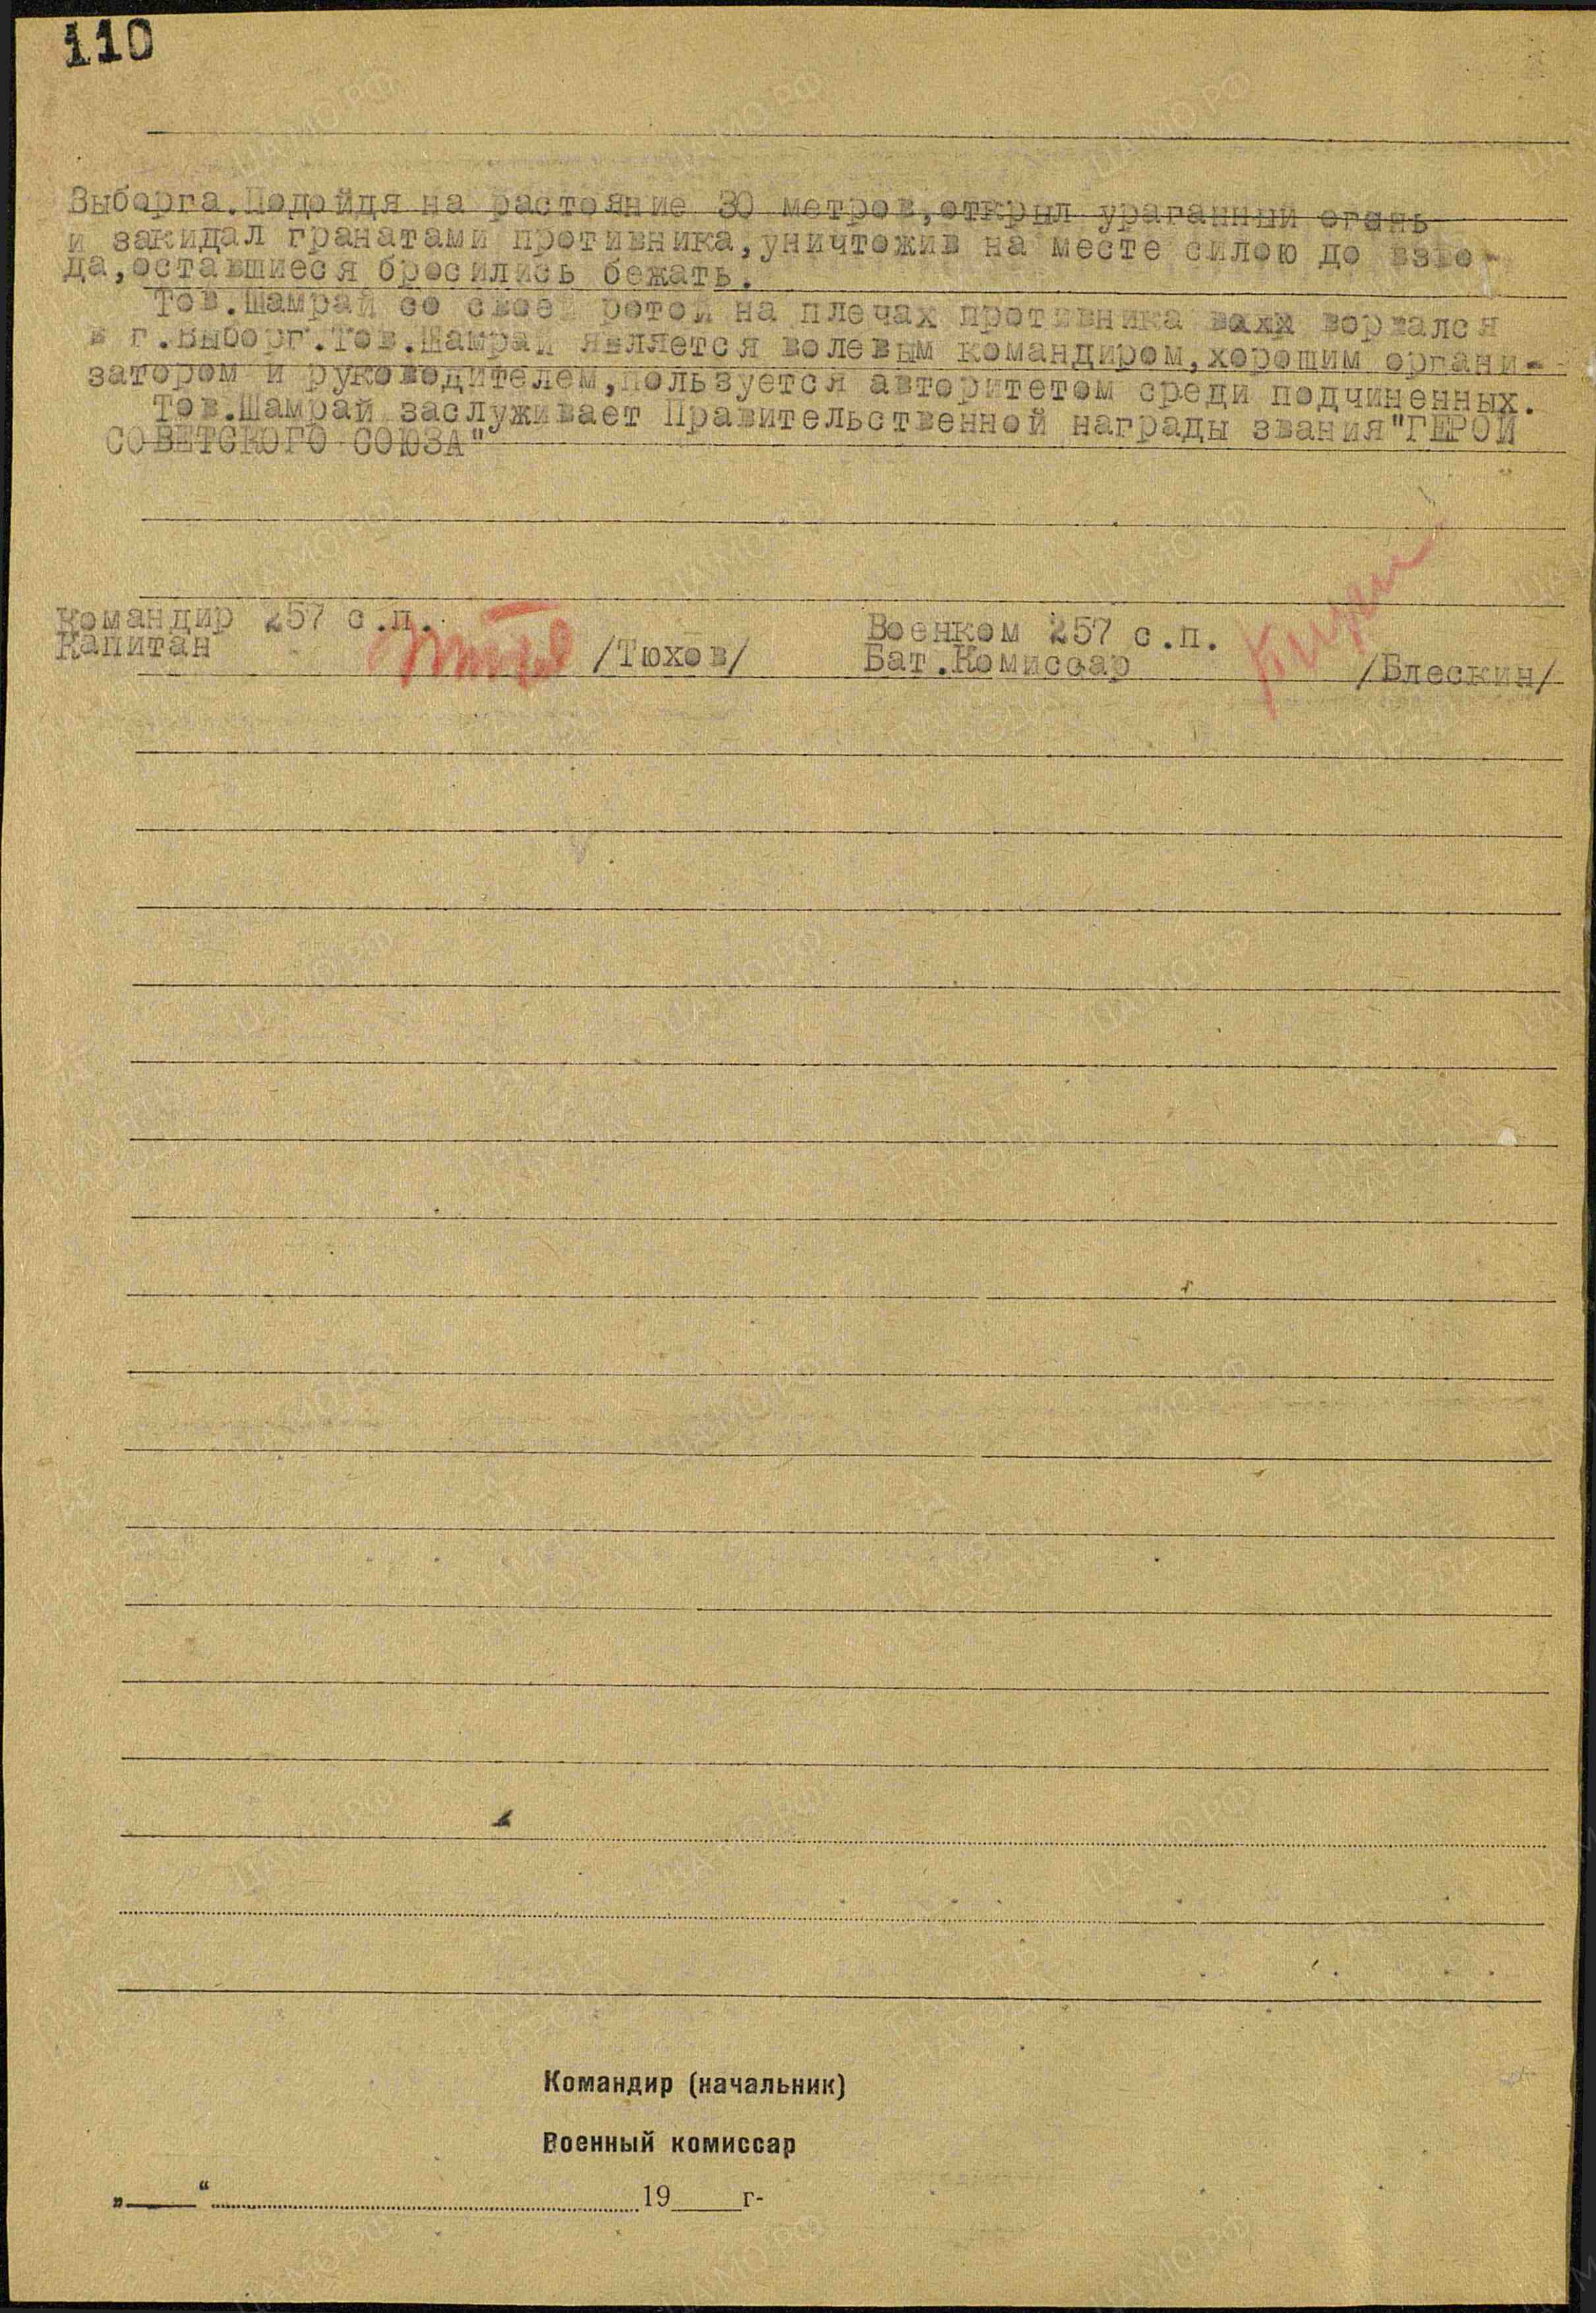 110
Выборга.Подойдя на растояние 30 метров,открыл ураганный огонь
и закидал гранатами противника,уничтожив на месте силою до взво-
да,оставшиеся бросились бежать.
Тов.Шамрай со своей ротой на плечах противника ворвался
в г.Выборг.Тов.Шамрай является волевым командиром,хорошим органи-
затором и руководителем,пользуется авторитетом среди подчиненных.
Тов.Шамрай заслуживает Правительственной награды звания"ГЕРОЙ
СОВЕТСКОГО СОЮЗА"
Командир 257 с.п. Военком 257 с.п.
Капитан /Тюхов/ Бат.Комиссар /Блескин/
Командир (начальник)
Военный комиссар
„ “ 19 г-